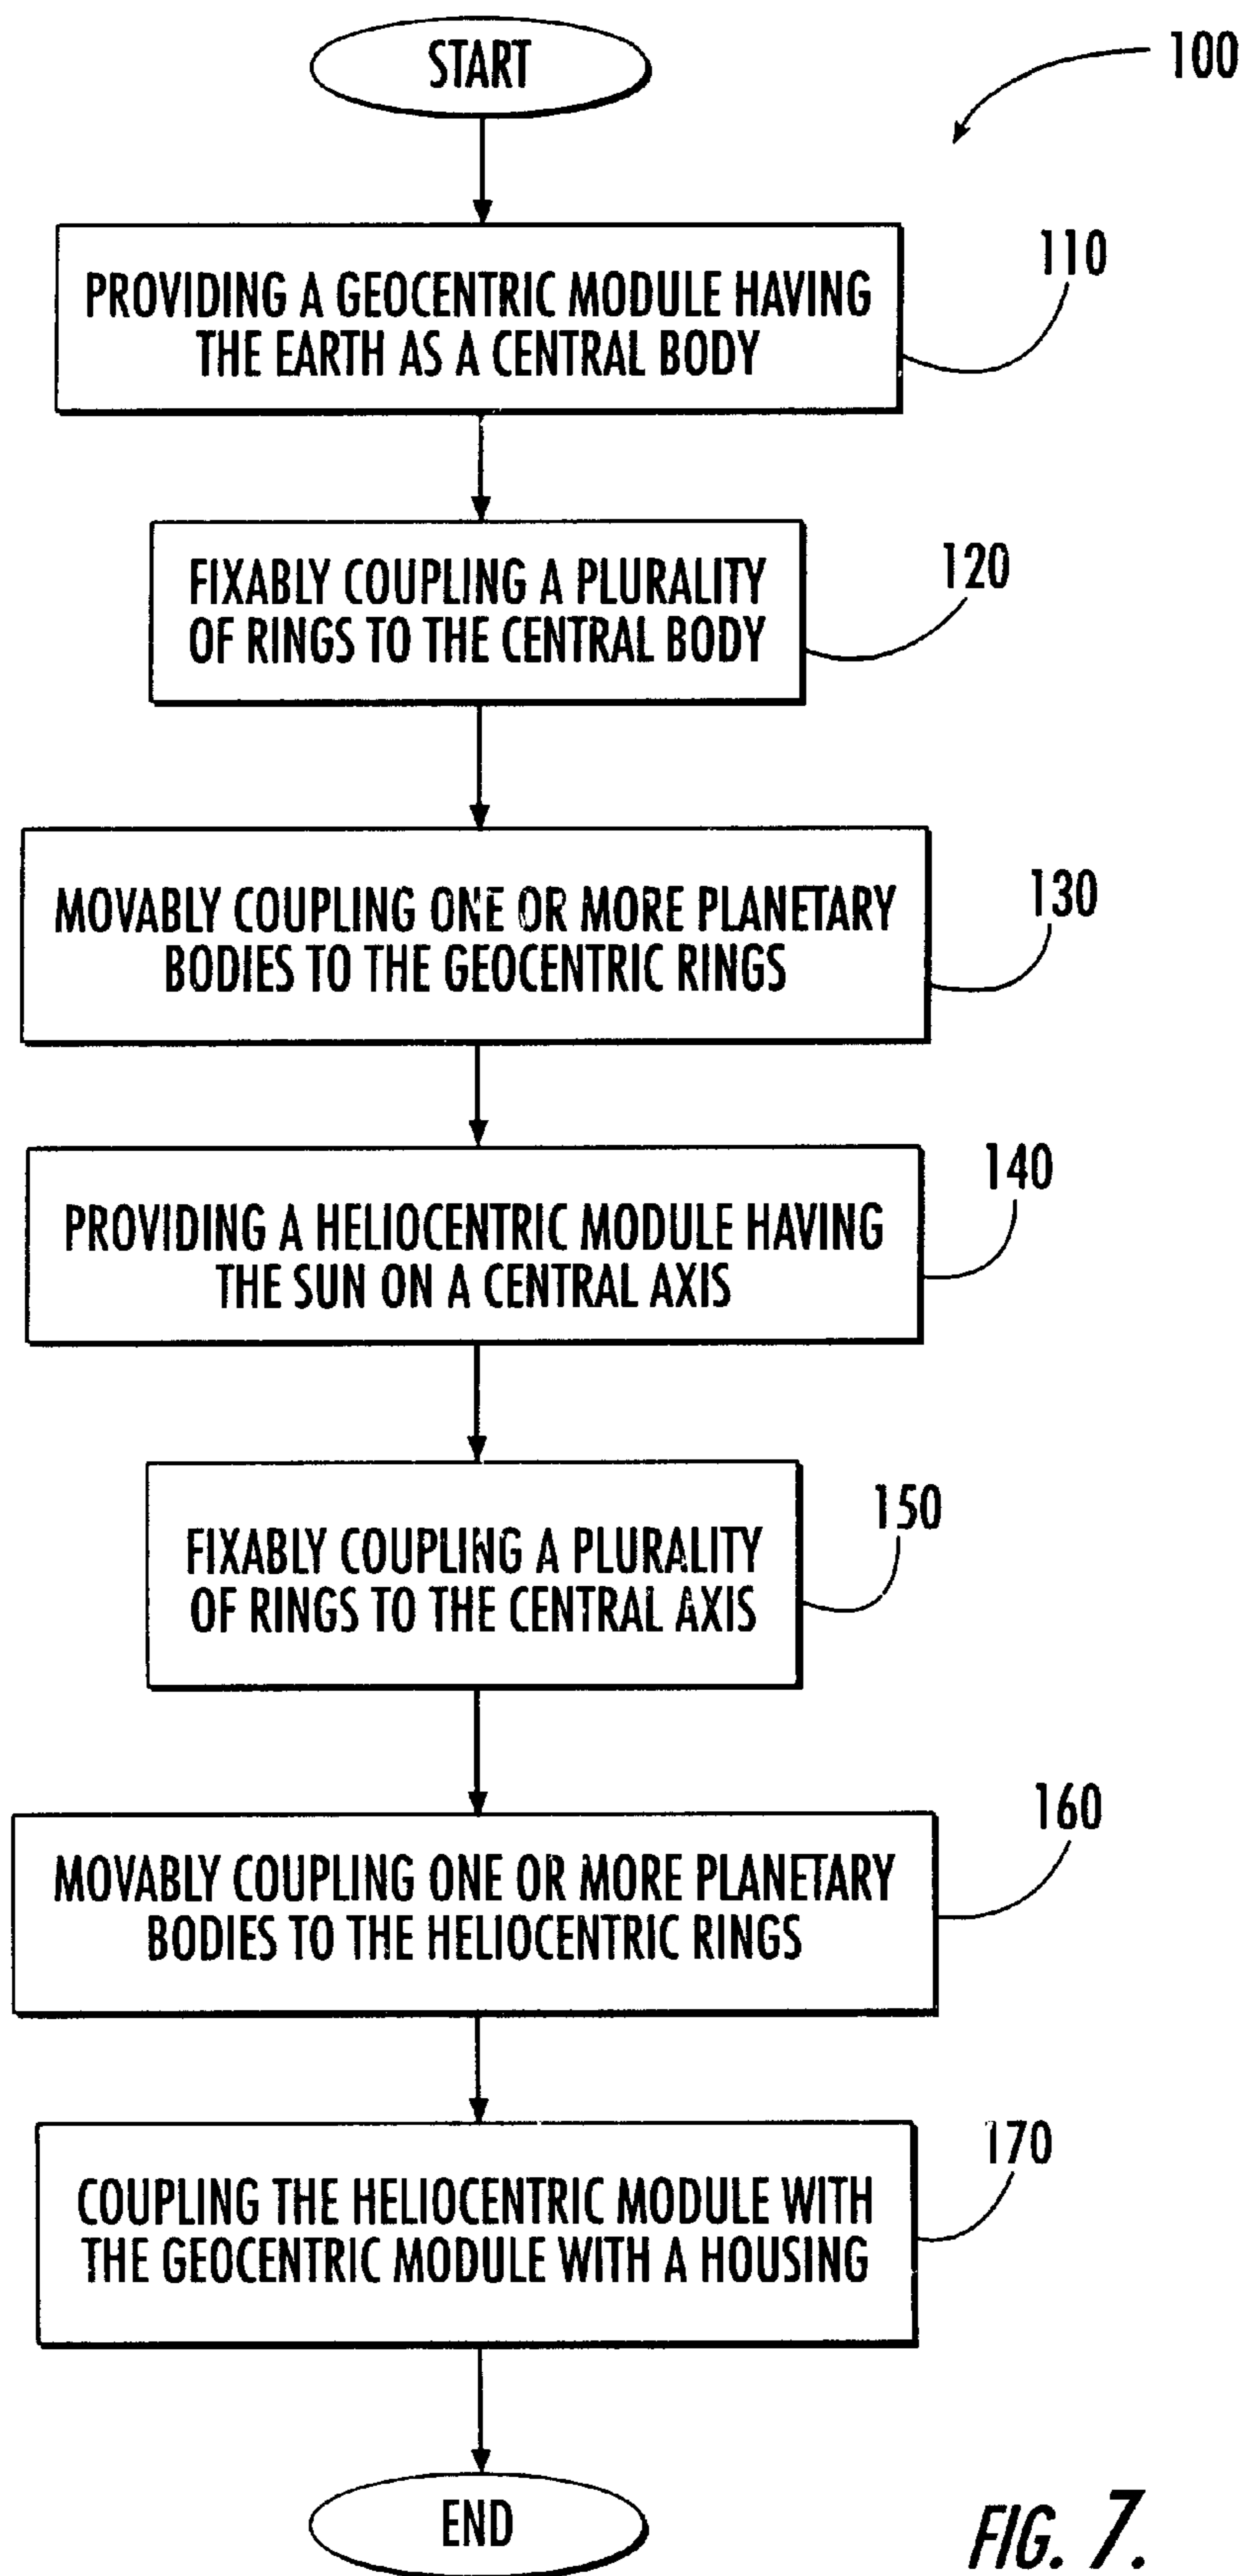 START
100
PROVIDING A GEOCENTRIC MODULE HAVING
THE EARTH AS A CENTRAL BODY
110
FIXABLY COUPLING A PLURALITY
OF RINGS TO THE CENTRAL BODY
120
MOVABLY COUPLING ONE OR MORE PLANETARY
BODIES TO THE GEOCENTRIC RINGS
130
PROVIDING A HELIOCENTRIC MODULE HAVING
THE SUN ON A CENTRAL AXIS
140
FIXABLY COUPLING A PLURALITY
OF RINGS TO THE CENTRAL AXIS
150
MOVABLY COUPLING ONE OR MORE PLANETARY
BODIES TO THE HELIOCENTRIC RINGS
160
COUPLING THE HELIOCENTRIC MODULE WITH
THE GEOCENTRIC MODULE WITH A HOUSING
170
END
FIG. 7.